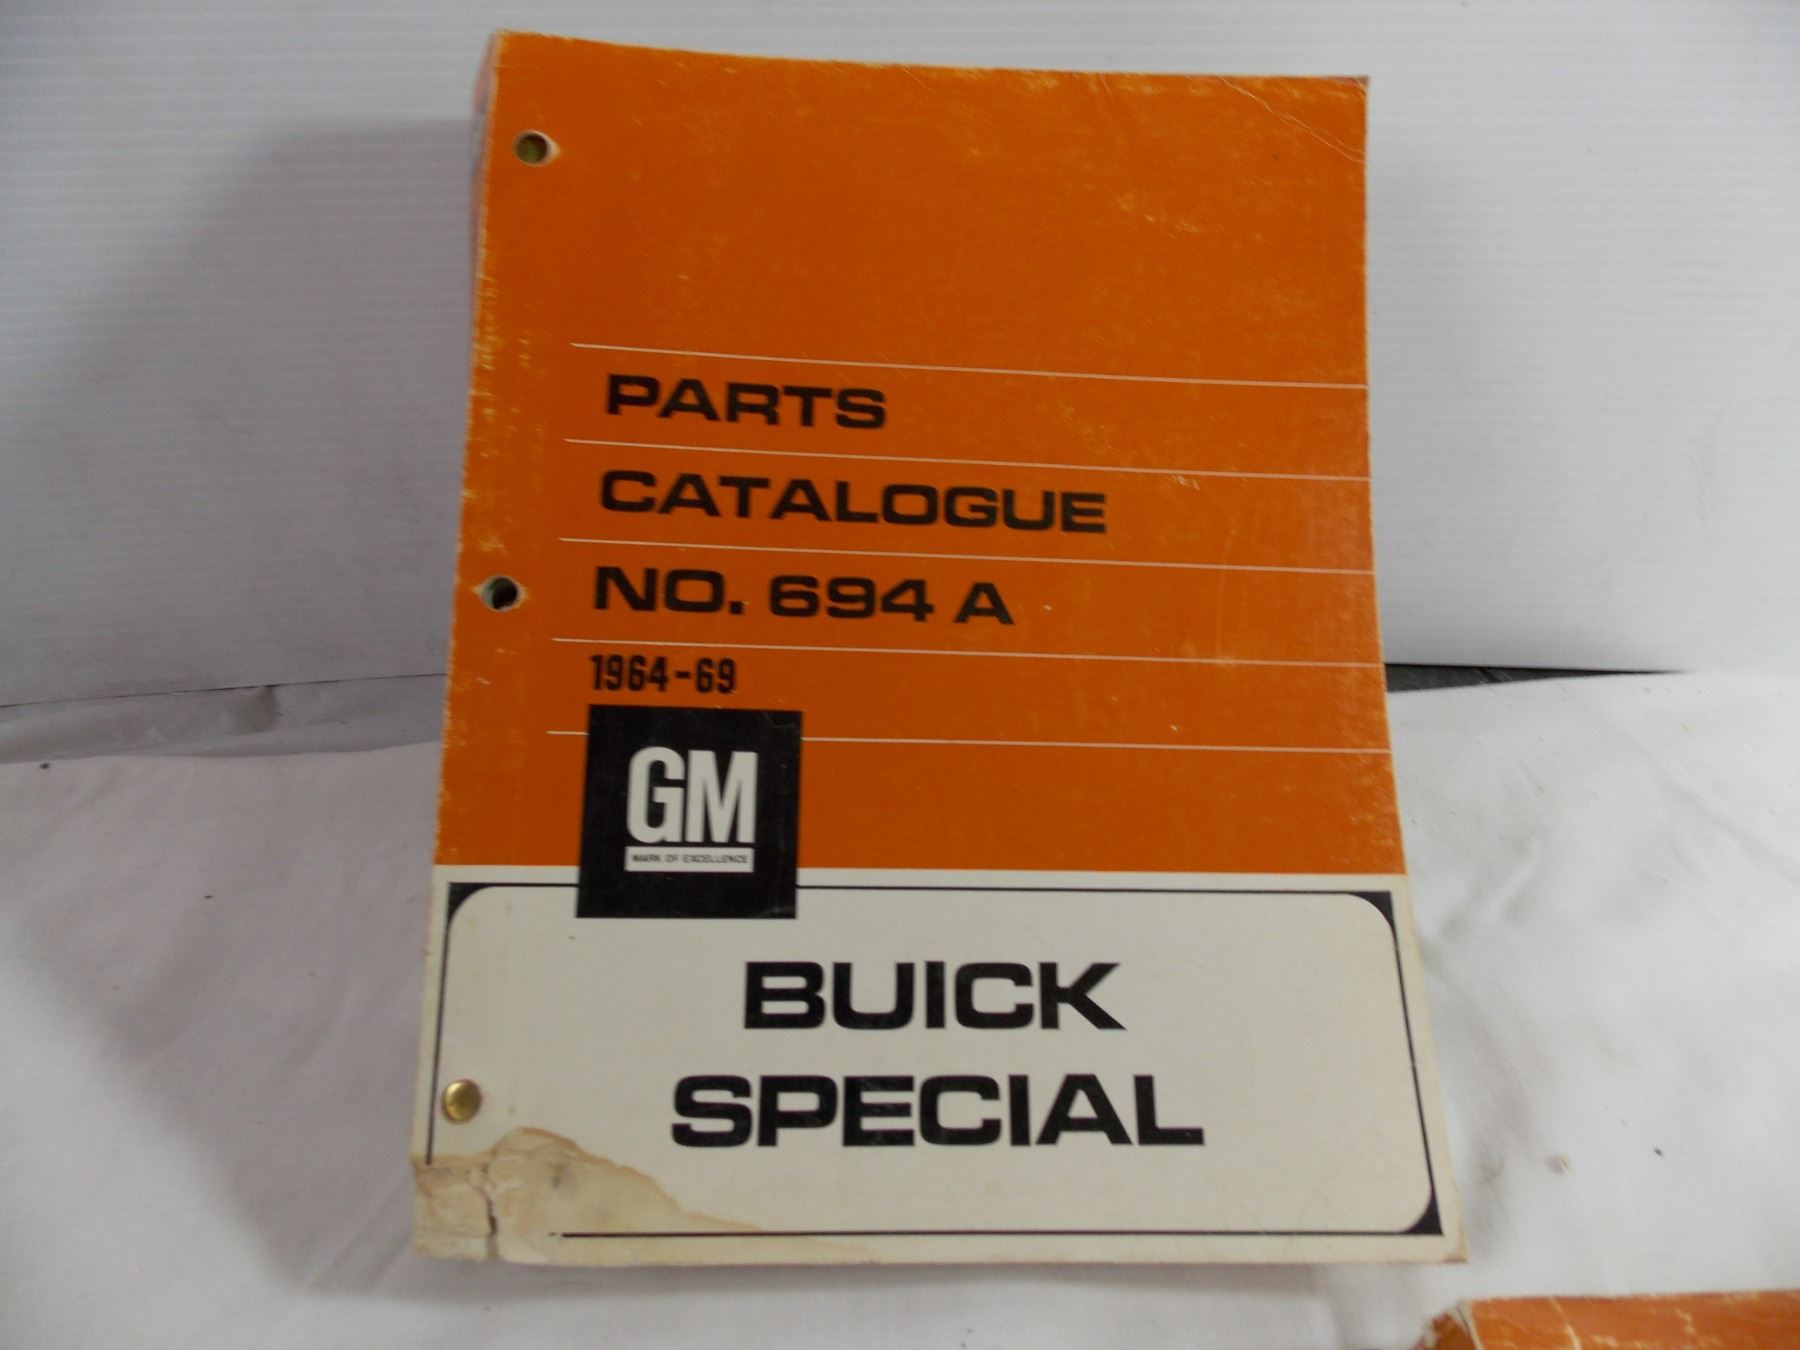 PARTS
CATALOGUE
NO. 694 A
1964-69
GM
MARK OF EXCELLENCE
BUICK
SPECIAL